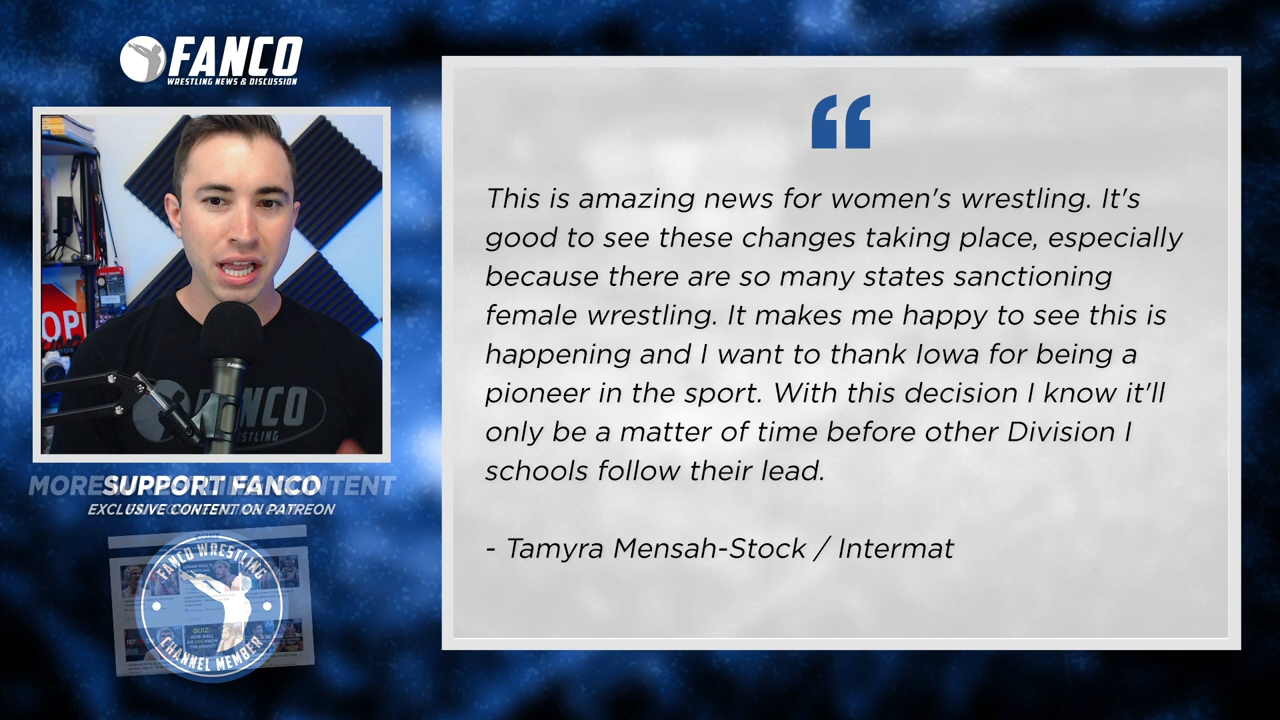 FANCO
WRESTLING NEWS & DISCUSSION
This is amazing news for women's wrestling. It's
good to see these changes taking place, especially
because there are so many states sanctioning
female wrestling. It makes me happy to see this is
happening and I want to thank Iowa for being a
pioneer in the sport. With this decision I know it'll
only be a matter of time before other Division I
schools follow their lead.
- Tamyra Mensah-Stock / Intermat
FANCO
SUPPORT FANCO
EXCLUSIVE CONTENT ON PATREON
FANCO WRESTLING
CHANNEL MEMBER